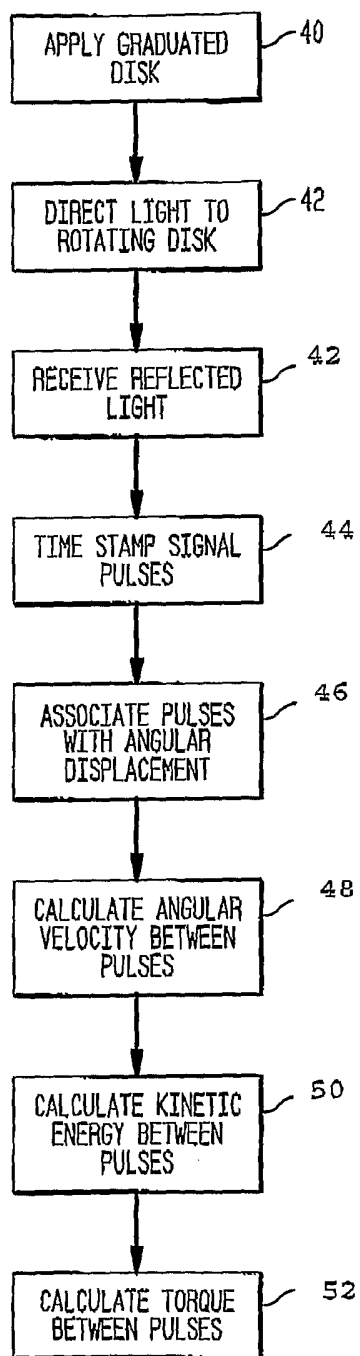 APPLY GRADUATED
DISK
40
DIRECT LIGHT TO
ROTATING DISK
42
RECEIVE REFLECTED
LIGHT
42
TIME STAMP SIGNAL
PULSES
44
ASSOCIATE PULSES
WITH ANGULAR
DISPLACEMENT
46
CALCULATE ANGULAR
VELOCITY BETWEEN
PULSES
48
CALCULATE KINETIC
ENERGY BETWEEN
PULSES
50
CALCULATE TORQUE
BETWEEN PULSES
52